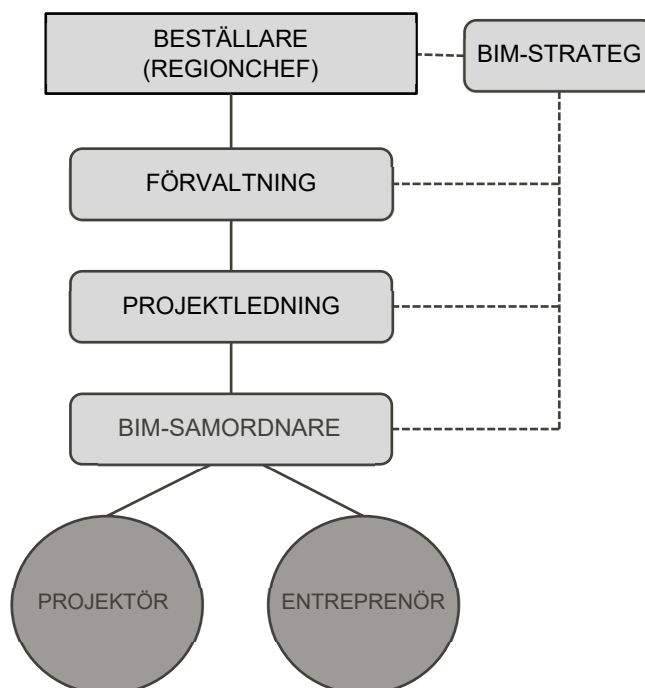 BESTÄLLARE
(REGIONCHEF)
BIM-STRATEG
FÖRVALTNING
PROJEKTLEDNING
BIM-SAMORDNARE
PROJEKTÖR
ENTREPRENÖR